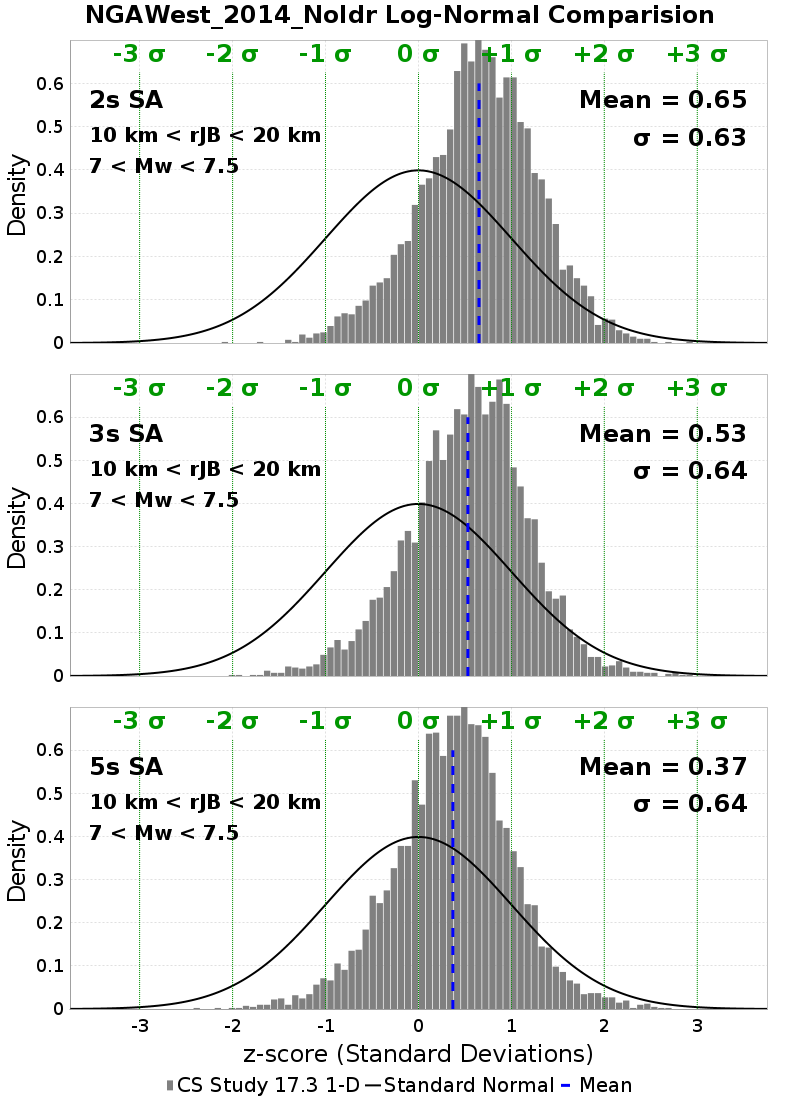 NGAWest_2014_NoIdr Log-Normal Comparision
-3 σ -2 σ -1 σ 0 σ +1 σ +2 σ +3 σ
2s SA Mean = 0.65
10 km < rJB < 20 km σ = 0.63
7 < Mw < 7.5
Density
0.6
0.5
0.4
0.3
0.2
0.1
0
-3 σ -2 σ -1 σ 0 σ +1 σ +2 σ +3 σ
3s SA Mean = 0.53
10 km < rJB < 20 km σ = 0.64
7 < Mw < 7.5
Density
0.6
0.5
0.4
0.3
0.2
0.1
0
-3 σ -2 σ -1 σ 0 σ +1 σ +2 σ +3 σ
5s SA Mean = 0.37
10 km < rJB < 20 km σ = 0.64
7 < Mw < 7.5
Density
0.6
0.5
0.4
0.3
0.2
0.1
0
-3 -2 -1 0 1 2 3
z-score (Standard Deviations)
CS Study 17.3 1-D Standard Normal Mean